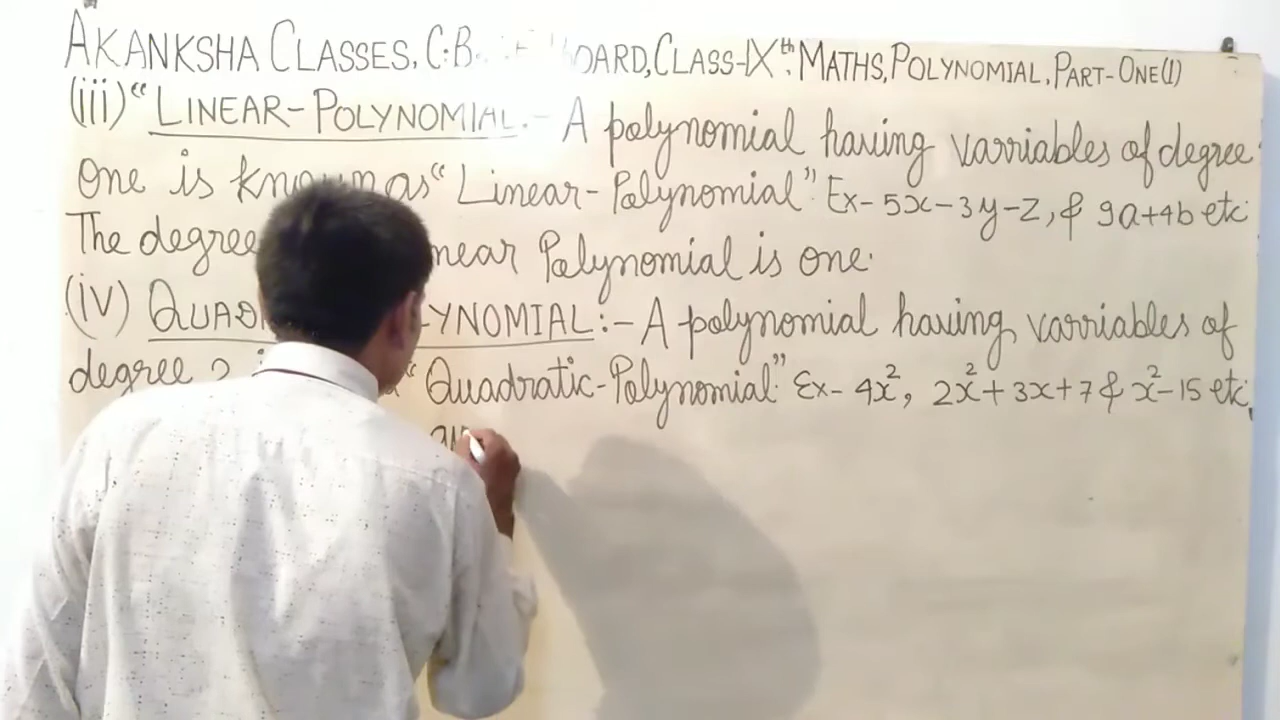 AKANKSHA CLASSES, C.B. OARD, CLASS-IXth. MATHS, POLYNOMIAL, PART-ONE(1)
(iii) “LINEAR-POLYNOMIAL.- A polynomial having varriables of degree
one is known as “Linear-Polynomial” Ex- 5x-3y-z, & 9a+4b etc
The degree near Polynomial is one.
(iv) QUAD YNOMIAL:- A polynomial having varriables of
degree 2 “Quadratic-Polynomial” Ex- 4x², 2x²+3x+7 & x²-15 etc,